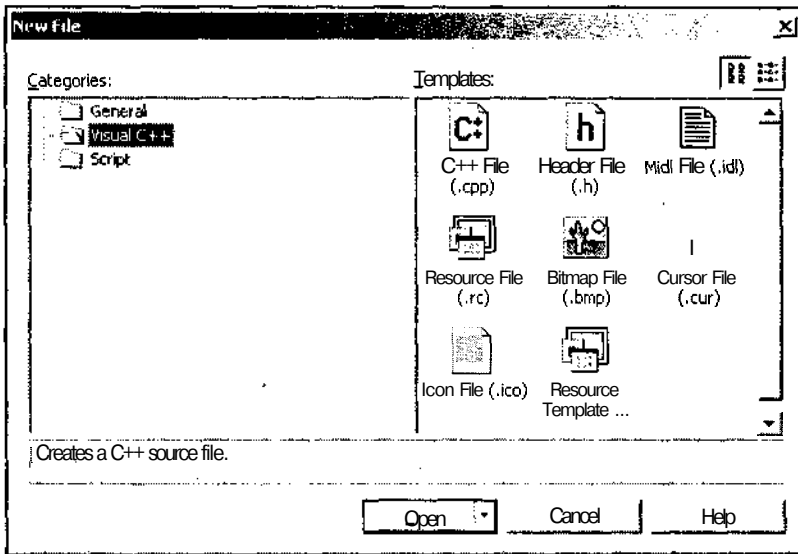 New File
Categories:
Templates:
General
Visual C++
Script
C++ File
(.cpp)
Header File
(.h)
Midl File (.idl)
Resource File
(.rc)
Bitmap File
(.bmp)
Cursor File
(.cur)
Icon File (.ico)
Resource
Template ...
Creates a C++ source file.
Open
Cancel
Help